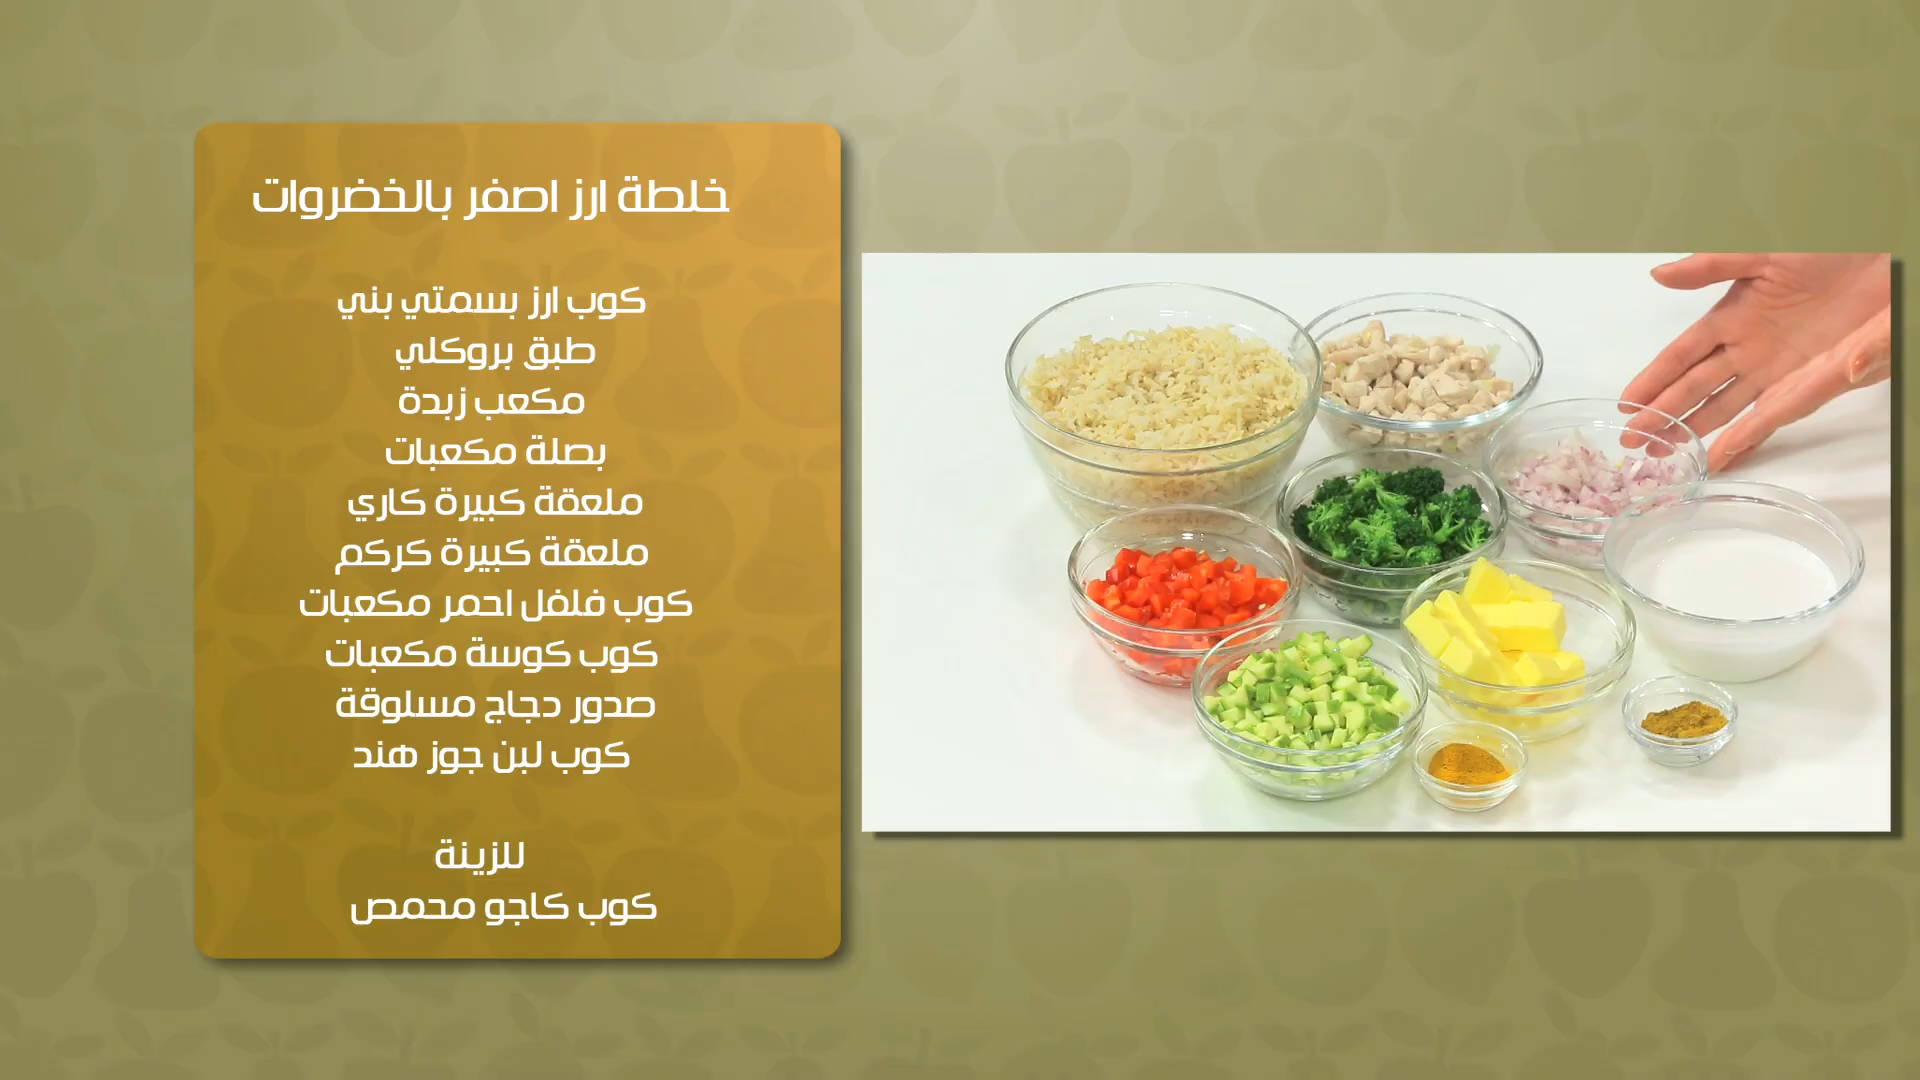 خلطة ارز اصفر بالخضروات
كوب ارز بسمتي بني
طبق بروكلي
مكعب زبدة
بصلة مكعبات
ملعقة كبيرة كاري
ملعقة كبيرة كركم
كوب فلفل احمر مكعبات
كوب كوسة مكعبات
صدور دجاج مسلوقة
كوب لبن جوز هند
للزينة
كوب كاجو محمص